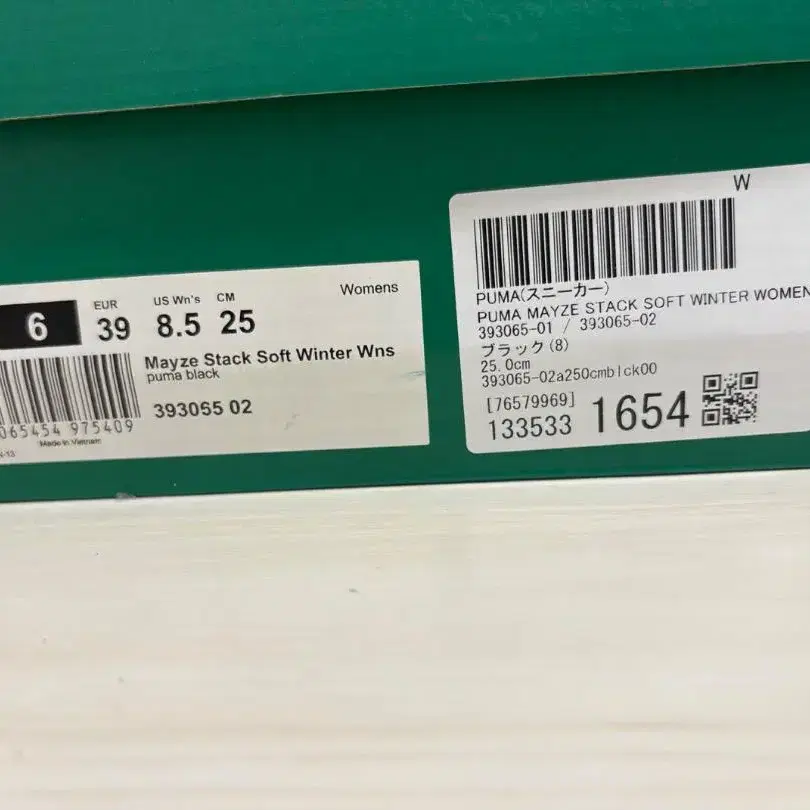 6
EUR
39
US Wn's
8.5
CM
25
Womens
Mayze Stack Soft Winter Wns
puma black
393065 02
065454 975409
Made in Vietnam
W
PUMA(スニーカー)
PUMA MAYZE STACK SOFT WINTER WOMEN
393065-01 / 393065-02
ブラック(8)
25.0cm
393065-02a250cmblck00
[76579969]
133533 1654